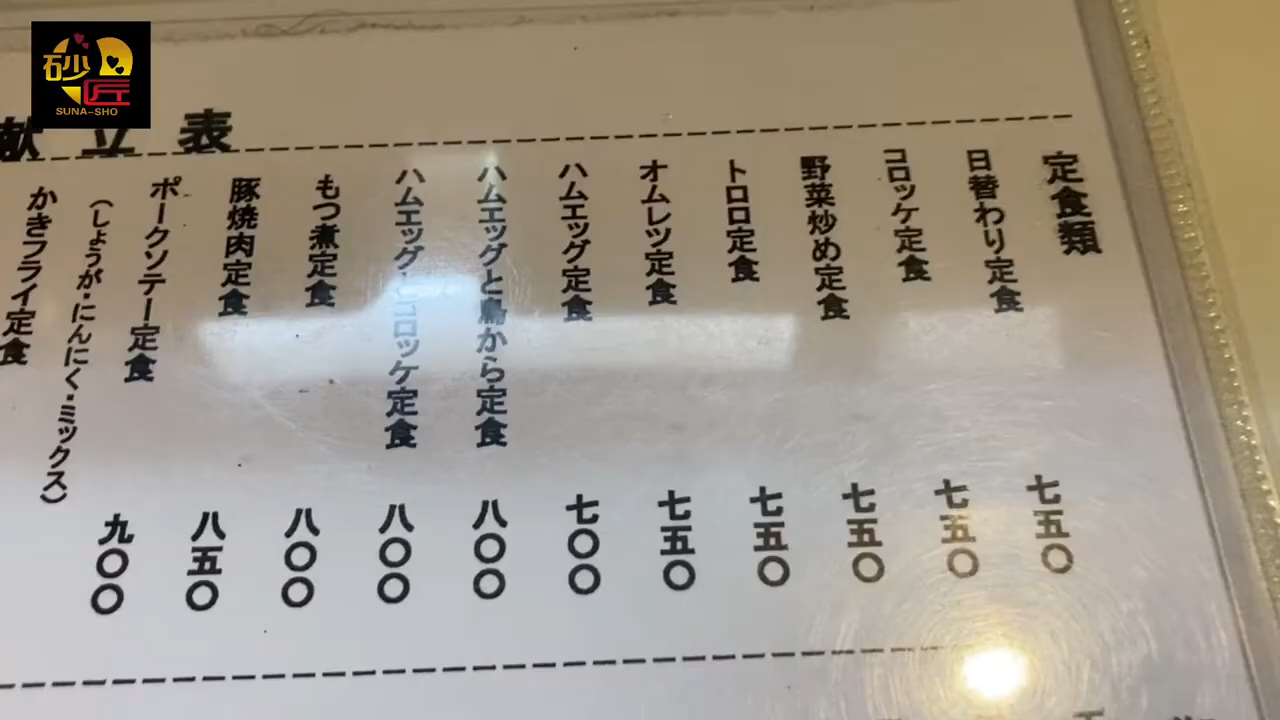 砂匠
SUNA-SHO
献立表
定食類
日替わり定食 七五〇
コロッケ定食 七五〇
野菜炒め定食 七五〇
トロロ定食 七五〇
オムレツ定食 七五〇
ハムエッグ定食 七〇〇
ハムエッグと鳥から定食 八〇〇
ハムエッグとコロッケ定食 八〇〇
もつ煮定食 八〇〇
豚焼肉定食 八五〇
ポークソテー定食 九〇〇
（しょうが・にんにく・ミックス）
かきフライ定食